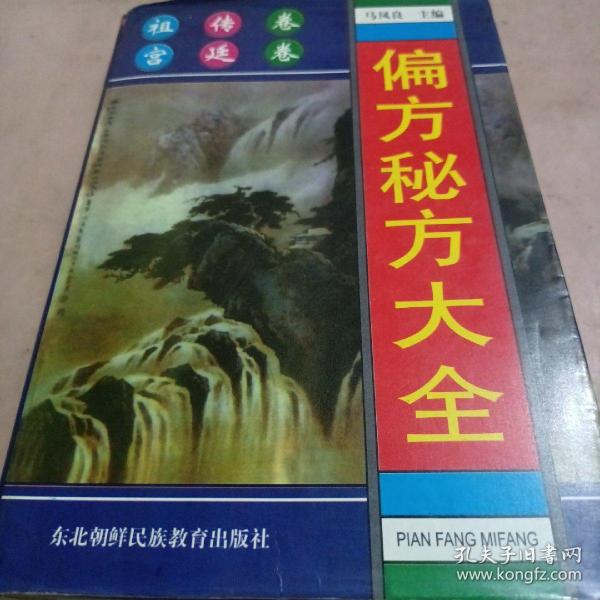 祖传卷
宫廷卷
马凤良 主编
偏方秘方大全
东北朝鲜民族教育出版社
PIAN FANG MIFANG
孔夫子旧书网
www.kongfz.com